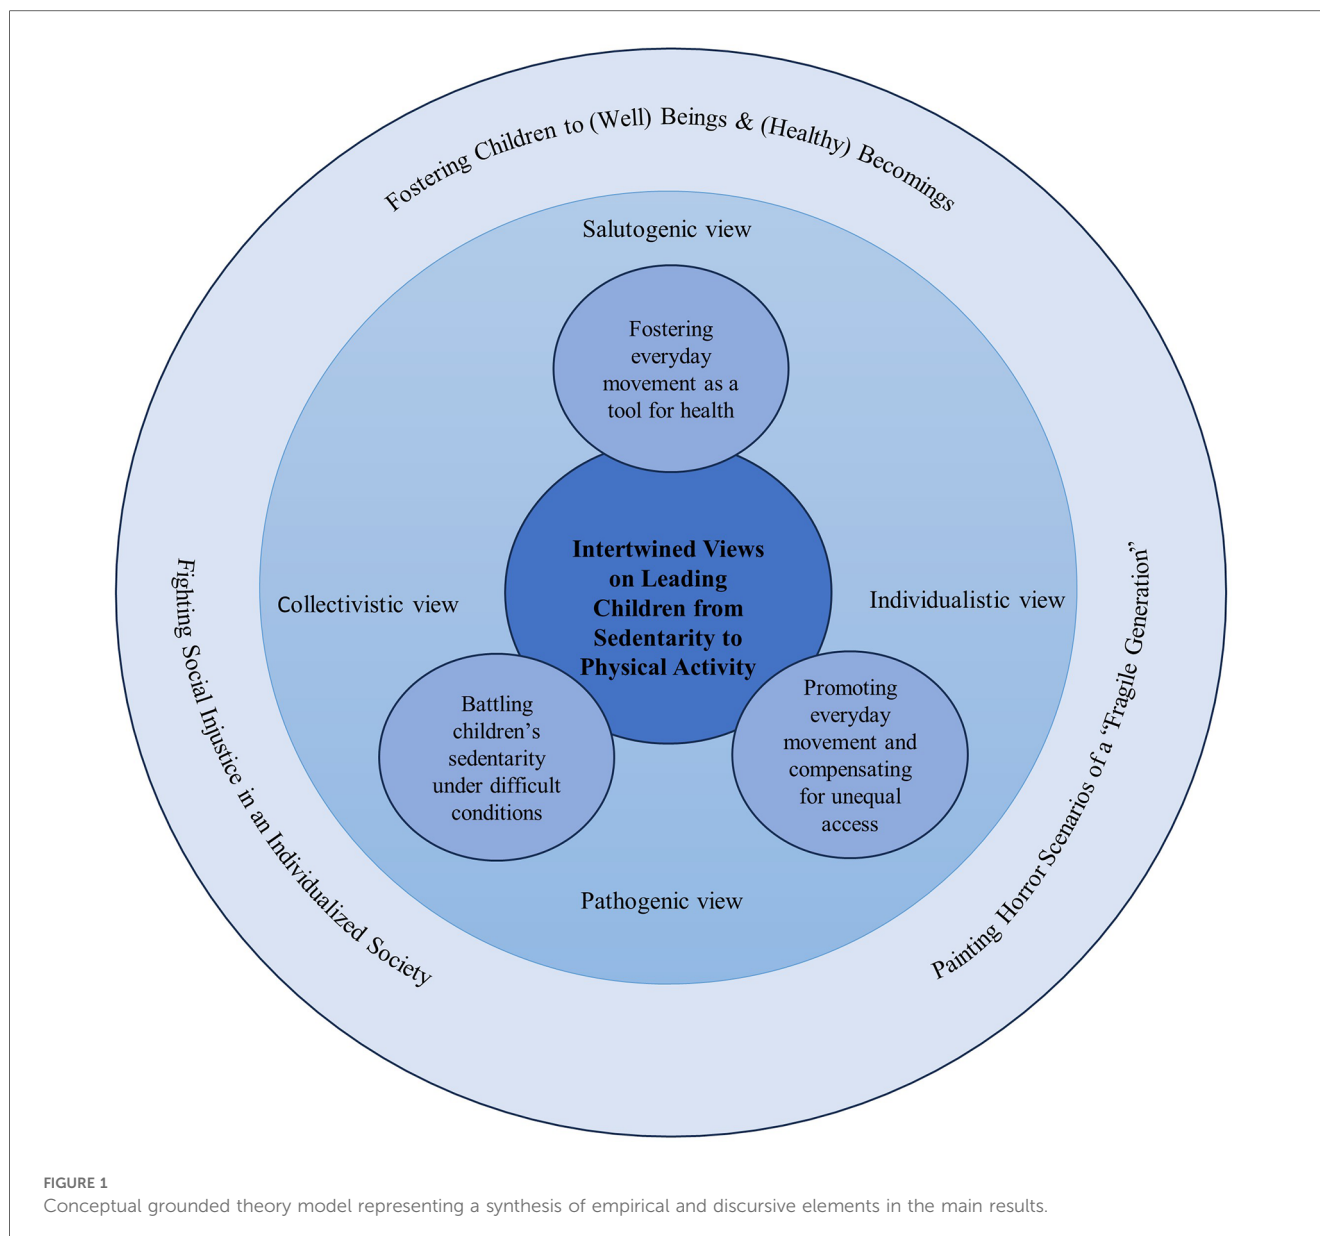 Fostering Children to (Well) Beings & (Healthy) Becomings
Salutogenic view
Fostering
everyday
movement as a
tool for health
Intertwined Views
on Leading
Children from
Sedentarity to
Physical Activity
Collectivistic view
Individualistic view
Fighting Social Injustice in an Individualized Society
Painting Horror Scenarios of a “Fragile Generation”
Battling
children’s
sedentarity
under difficult
conditions
Promoting
everyday
movement and
compensating
for unequal
access
Pathogenic view
FIGURE 1
Conceptual grounded theory model representing a synthesis of empirical and discursive elements in the main results.